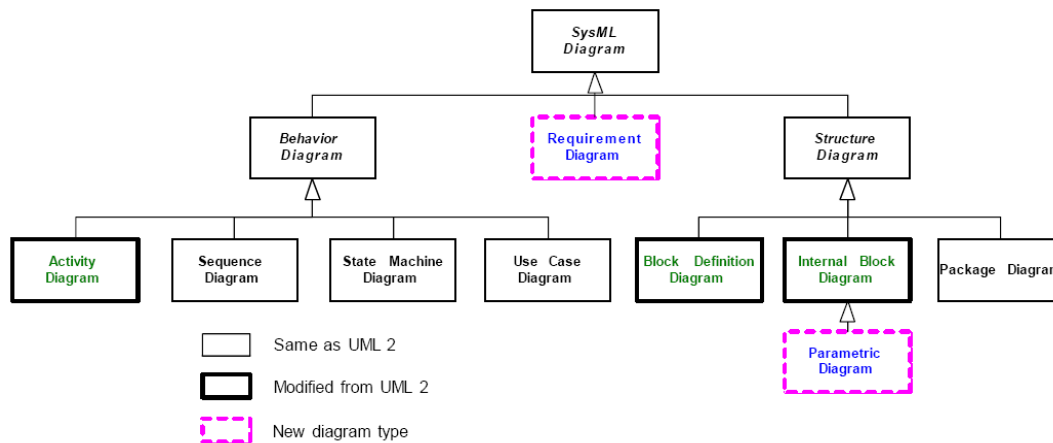 SysML
Diagram
Behavior
Diagram
Requirement
Diagram
Structure
Diagram
Activity
Diagram
Sequence
Diagram
State Machine
Diagram
Use Case
Diagram
Block Definition
Diagram
Internal Block
Diagram
Package Diagram
Parametric
Diagram
Same as UML 2
Modified from UML 2
New diagram type